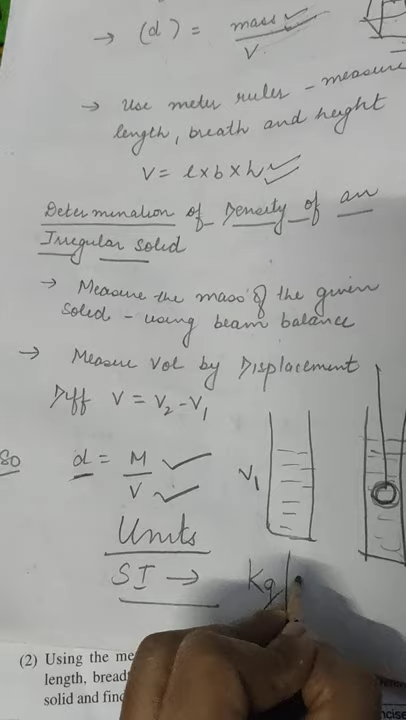 → (d) = mass
V
→ Use meter ruler - measure
length, breath and height
V = l x b x h
Determination of Density of an
Irregular solid
→ Measure the mass of the given
solid - using beam balance
→ Measure Vol by Displacement
Diff V = V₂ - V₁
so d = M
V
V₁
Units
SI → Kg/
(2) Using the me
length, bread
solid and find